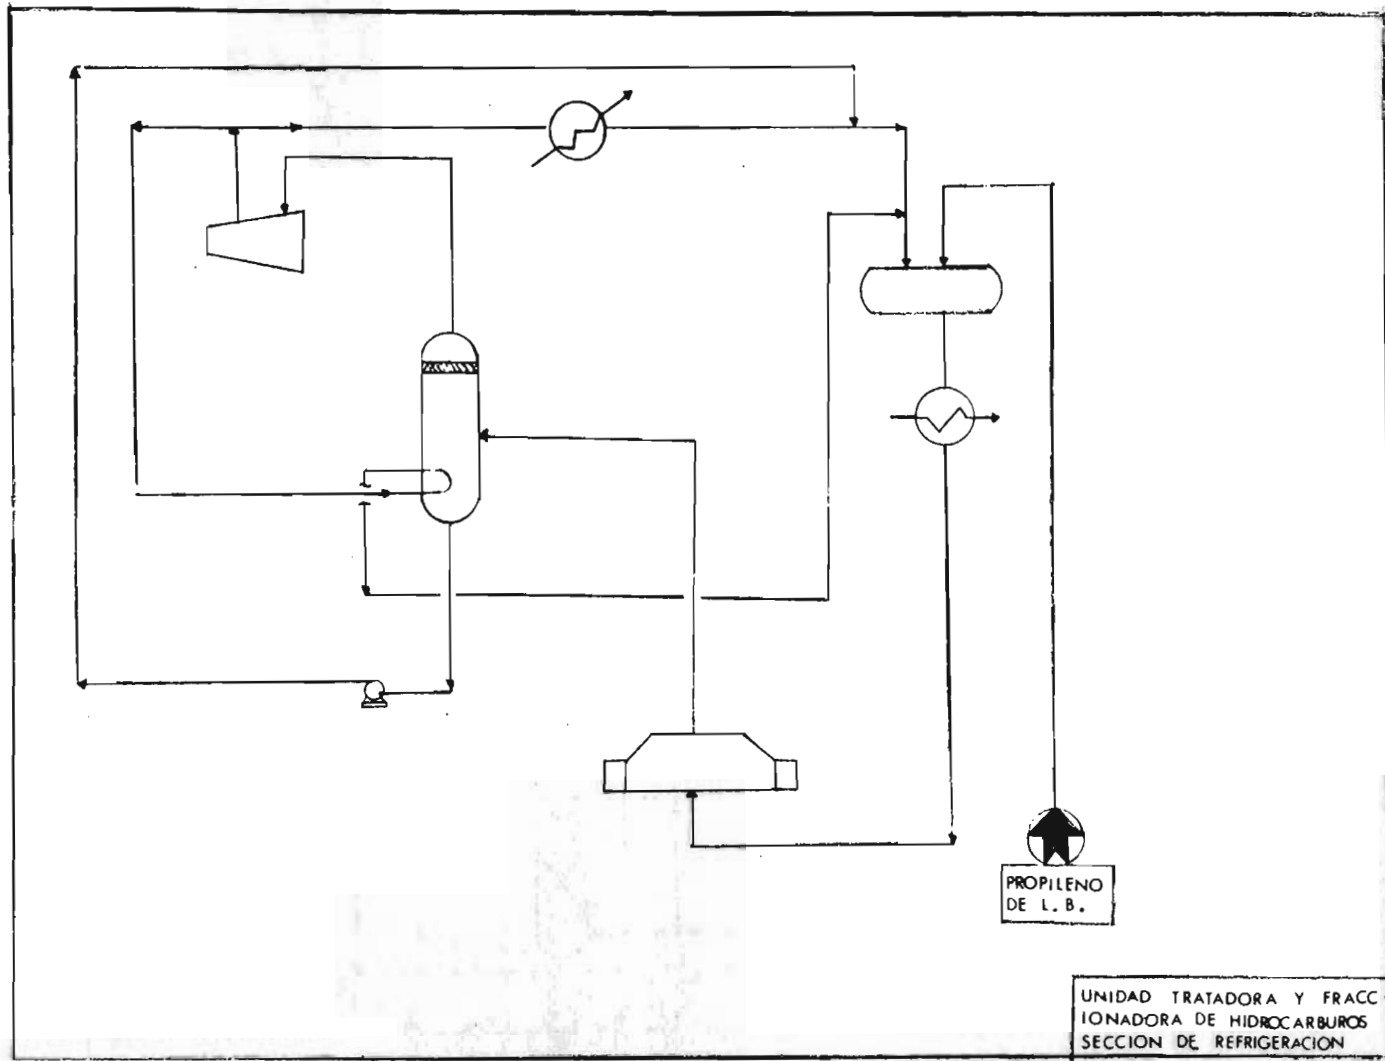 PROPILENO
DE L. B.
UNIDAD TRATADORA Y FRACC
IONADORA DE HIDROCARBUROS
SECCION DE REFRIGERACION